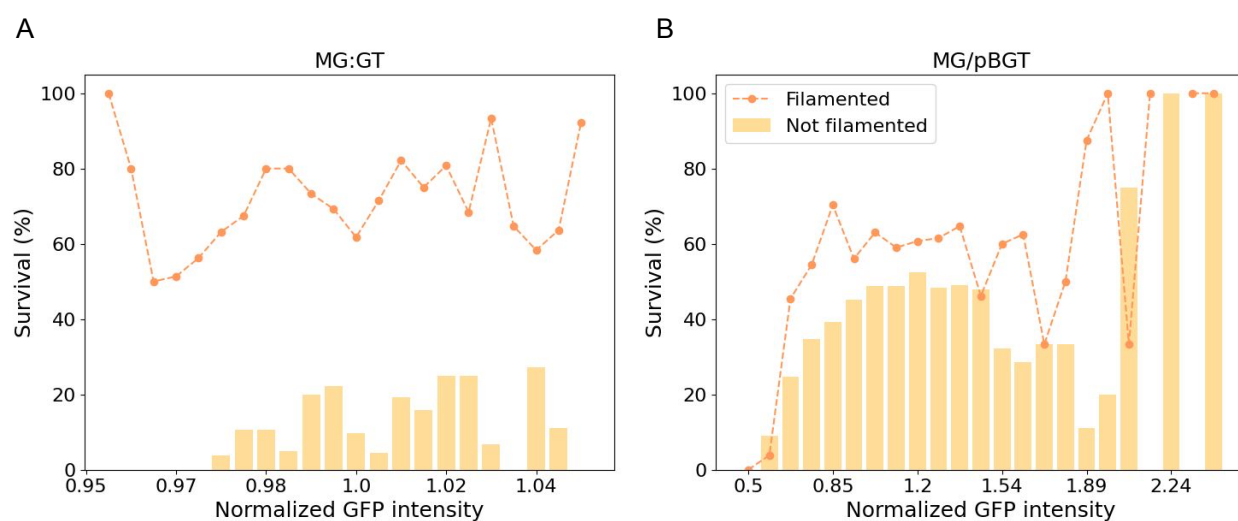 A
B
MG:GT
MG/pBGT
Survival (%)
100
80
60
40
20
0
0.95
0.97
0.98
1.0
1.02
1.04
Normalized GFP intensity
Filamented
Not filamented
Survival (%)
100
80
60
40
20
0
0.5
0.85
1.2
1.54
1.89
2.24
Normalized GFP intensity